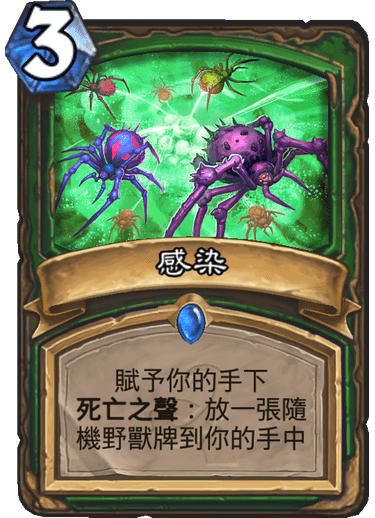 3
感染
賦予你的手下
死亡之聲：放一張隨
機野獸牌到你的手中